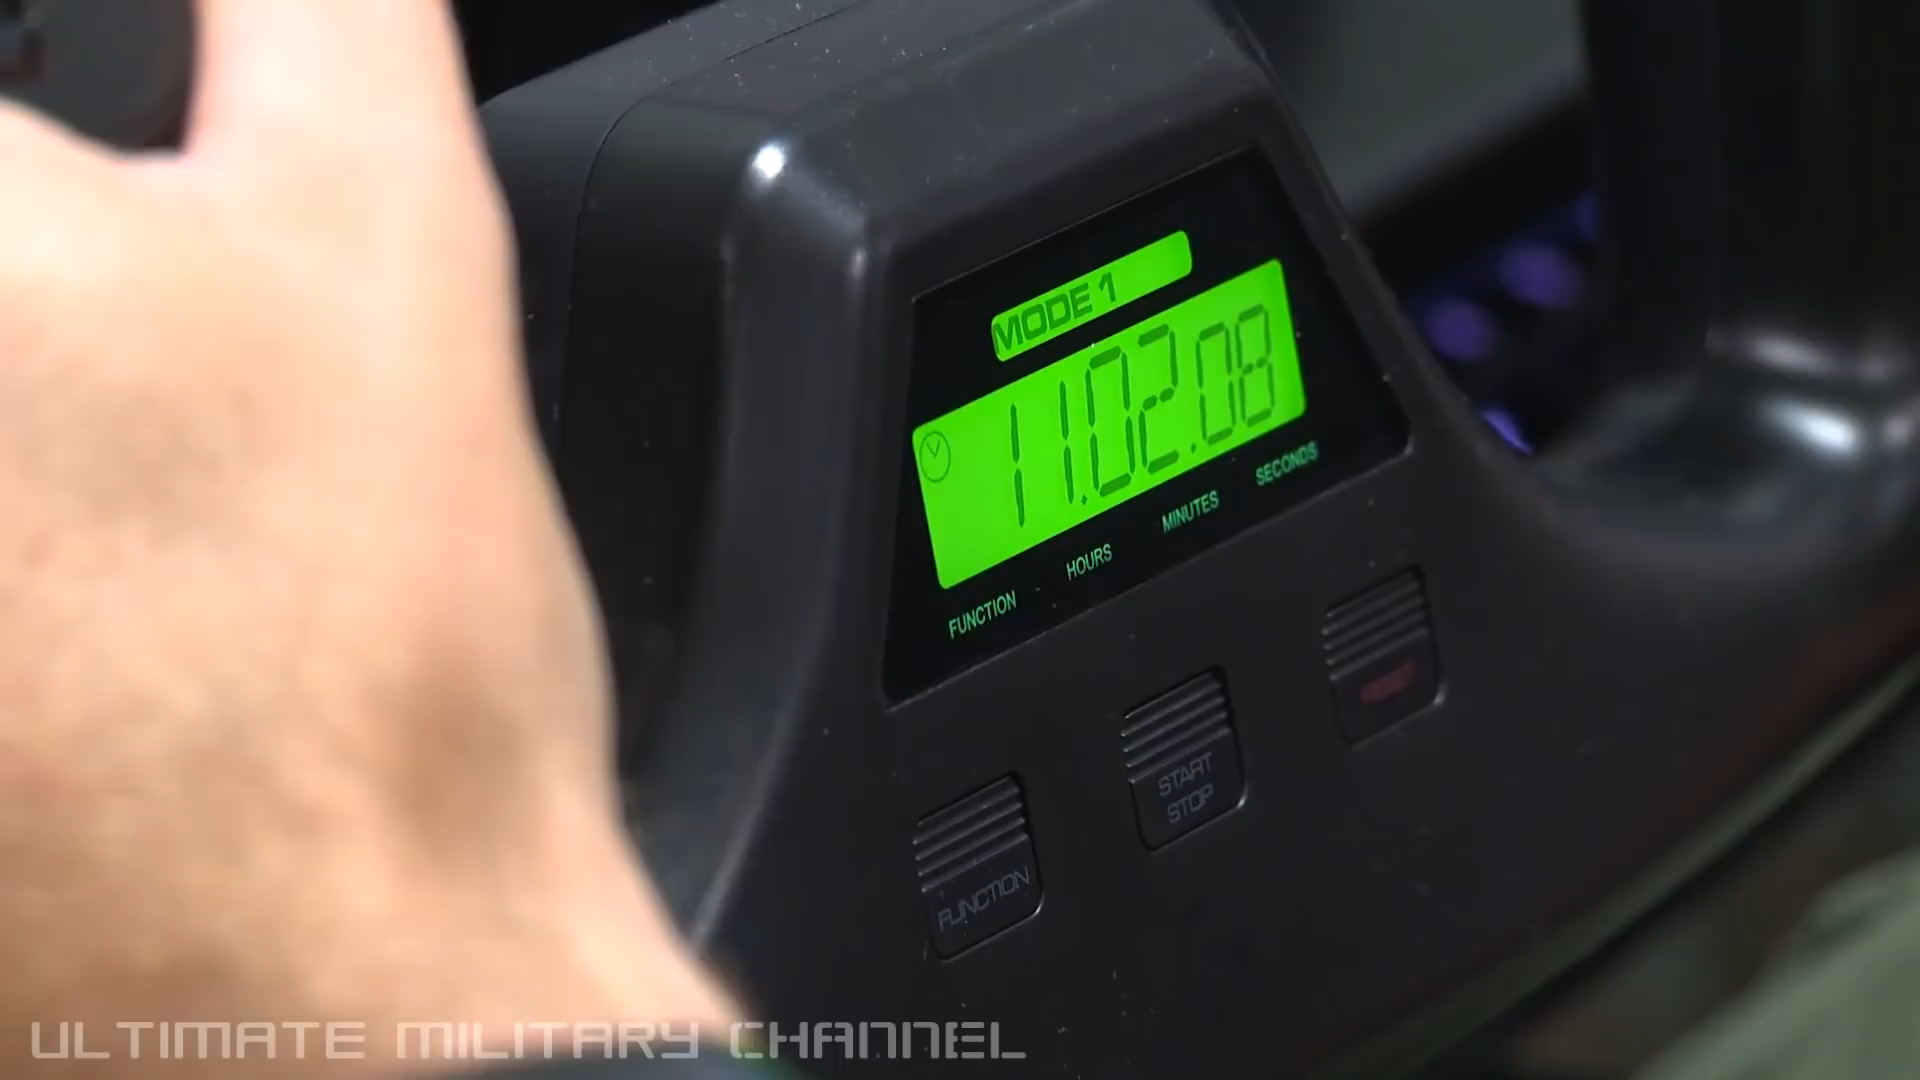 MODE 1
11.02.08
FUNCTION HOURS MINUTES SECONDS
FUNCTION
START
STOP
ULTIMATE MILITARY CHANNEL